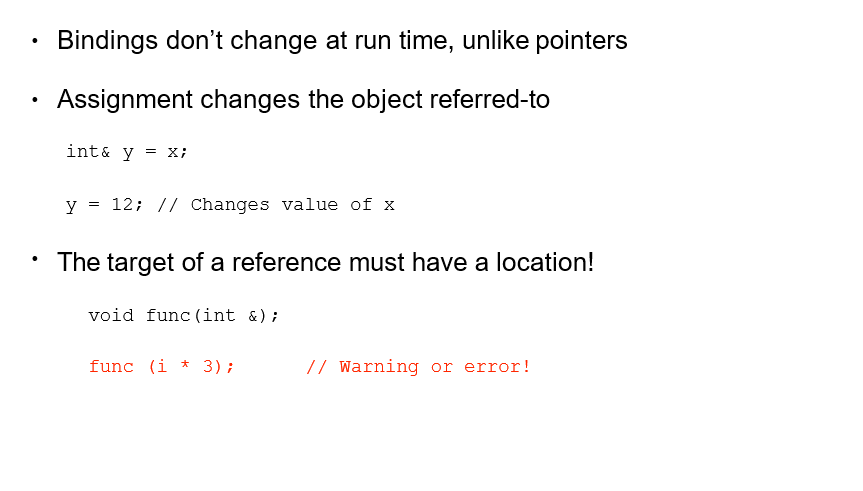 • Bindings don’t change at run time, unlike pointers
• Assignment changes the object referred-to
int& y = x;
y = 12; // Changes value of x
• The target of a reference must have a location!
void func(int &);
func (i * 3);      // Warning or error!